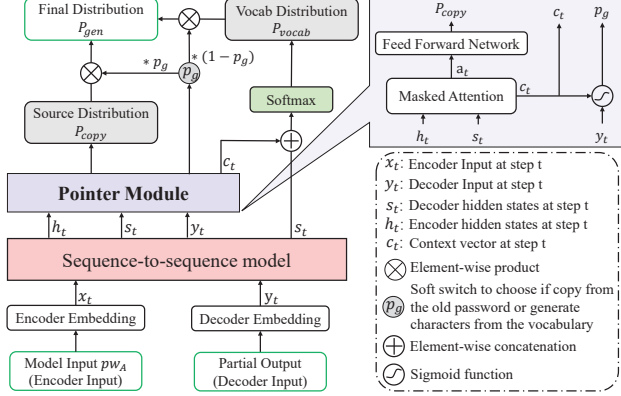 Final Distribution
P_gen
Vocab Distribution
P_vocab
* p_g
p_g
* (1 − p_g)
Source Distribution
P_copy
Softmax
c_t
Pointer Module
h_t
s_t
y_t
s_t
Sequence-to-sequence model
x_t
y_t
Encoder Embedding
Decoder Embedding
Model Input pw_A
(Encoder Input)
Partial Output
(Decoder Input)
P_copy
c_t
p_g
Feed Forward Network
a_t
Masked Attention
c_t
h_t
s_t
y_t
x_t: Encoder Input at step t
y_t: Decoder Input at step t
s_t: Decoder hidden states at step t
h_t: Encoder hidden states at step t
c_t: Context vector at step t
Element-wise product
Soft switch to choose if copy from
p_g the old password or generate
characters from the vocabulary
Element-wise concatenation
Sigmoid function